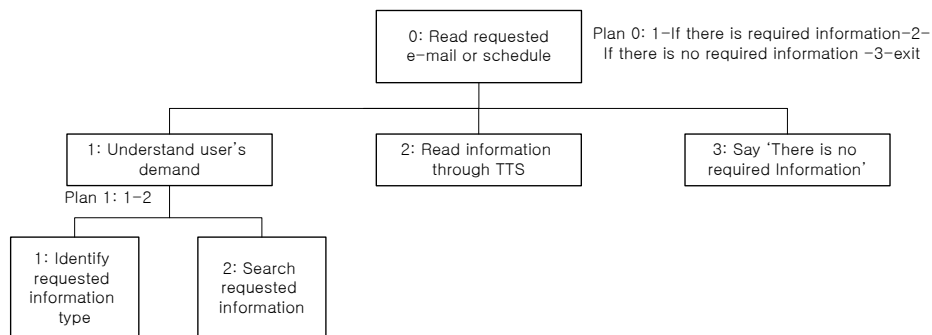 0: Read requested
e-mail or schedule
Plan 0: 1-If there is required information-2-
If there is no required information -3-exit
1: Understand user's
demand
2: Read information
through TTS
3: Say ‘There is no
required Information’
Plan 1: 1-2
1: Identify
requested
information
type
2: Search
requested
information